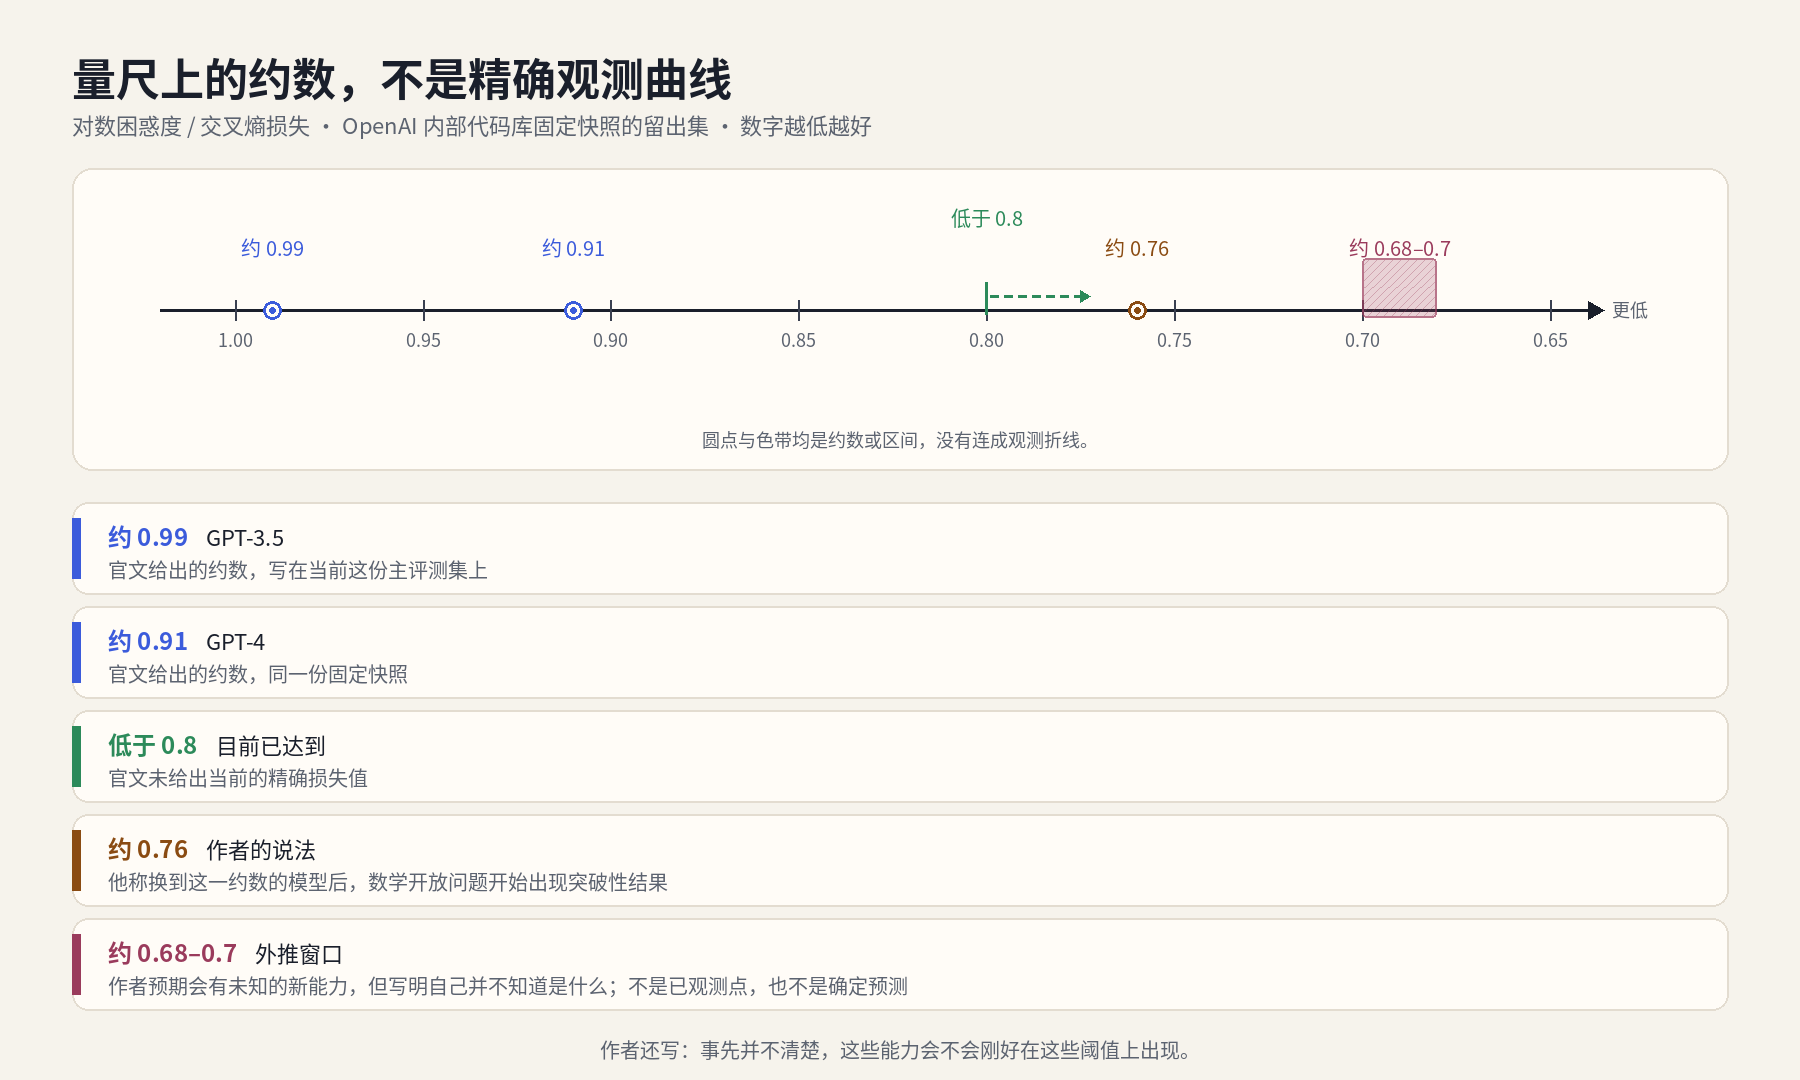 量尺上的约数，不是精确观测曲线
对数困惑度 / 交叉熵损失 · OpenAI 内部代码库固定快照的留出集 · 数字越低越好
低于 0.8
约 0.99 约 0.91 约 0.76 约 0.68–0.7
更低
1.00 0.95 0.90 0.85 0.80 0.75 0.70 0.65
圆点与色带均是约数或区间，没有连成观测折线。
约 0.99 GPT-3.5
官文给出的约数，写在当前这份主评测集上
约 0.91 GPT-4
官文给出的约数，同一份固定快照
低于 0.8 目前已达到
官文未给出当前的精确损失值
约 0.76 作者的说法
他称换到这一约数的模型后，数学开放问题开始出现突破性结果
约 0.68–0.7 外推窗口
作者预期会有未知的新能力，但写明自己并不知道是什么；不是已观测点，也不是确定预测
作者还写：事先并不清楚，这些能力会不会刚好在这些阈值上出现。